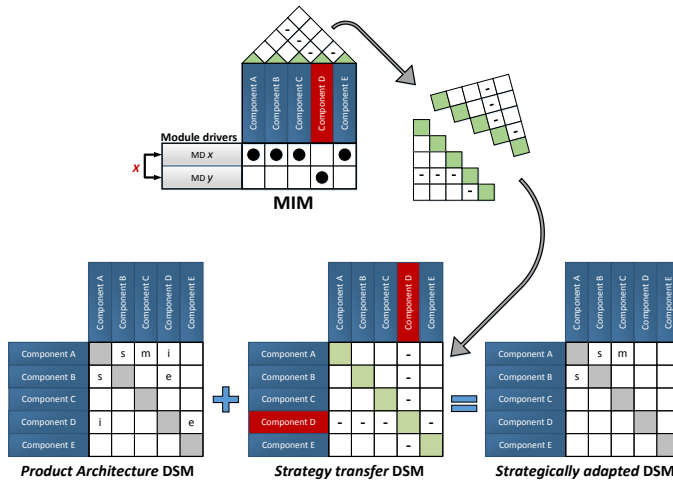 - 
- -
- -
-
Component A
Component B
Component C
Component D
Component E
Module drivers
X
MD x
MD y
MIM
-
-
-
-
- - -
-
Component A
Component B
Component C
Component D
Component E
Component A s m i
Component B s e
Component C
Component D i e
Component E
Product Architecture DSM
Component A
Component B
Component C
Component D
Component E
Component A -
Component B -
Component C -
Component D - - - -
Component E -
Strategy transfer DSM
Component A
Component B
Component C
Component D
Component E
Component A s m
Component B s
Component C
Component D
Component E
Strategically adapted DSM